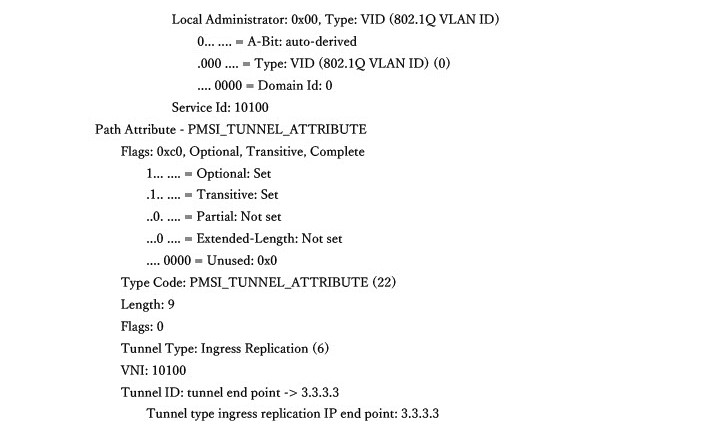 Local Administrator: 0x00, Type: VID (802.1Q VLAN ID)
0... .... = A-Bit: auto-derived
.000 .... = Type: VID (802.1Q VLAN ID) (0)
.... 0000 = Domain Id: 0
Service Id: 10100
Path Attribute - PMSI_TUNNEL_ATTRIBUTE
Flags: 0xc0, Optional, Transitive, Complete
1... .... = Optional: Set
.1.. .... = Transitive: Set
..0. .... = Partial: Not set
...0 .... = Extended-Length: Not set
.... 0000 = Unused: 0x0
Type Code: PMSI_TUNNEL_ATTRIBUTE (22)
Length: 9
Flags: 0
Tunnel Type: Ingress Replication (6)
VNI: 10100
Tunnel ID: tunnel end point -> 3.3.3.3
Tunnel type ingress replication IP end point: 3.3.3.3